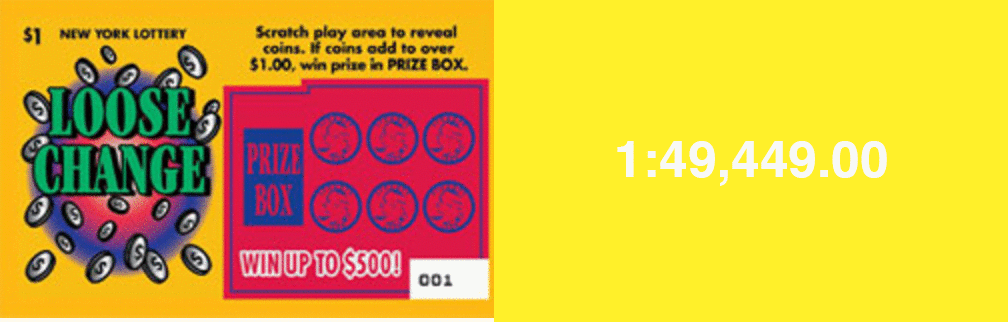 $1 NEW YORK LOTTERY
LOOSE
CHANGE
Scratch play area to reveal
coins. If coins add to over
$1.00, win prize in PRIZE BOX.
PRIZE
BOX
WIN UP TO $500!
001
1:49,449.00